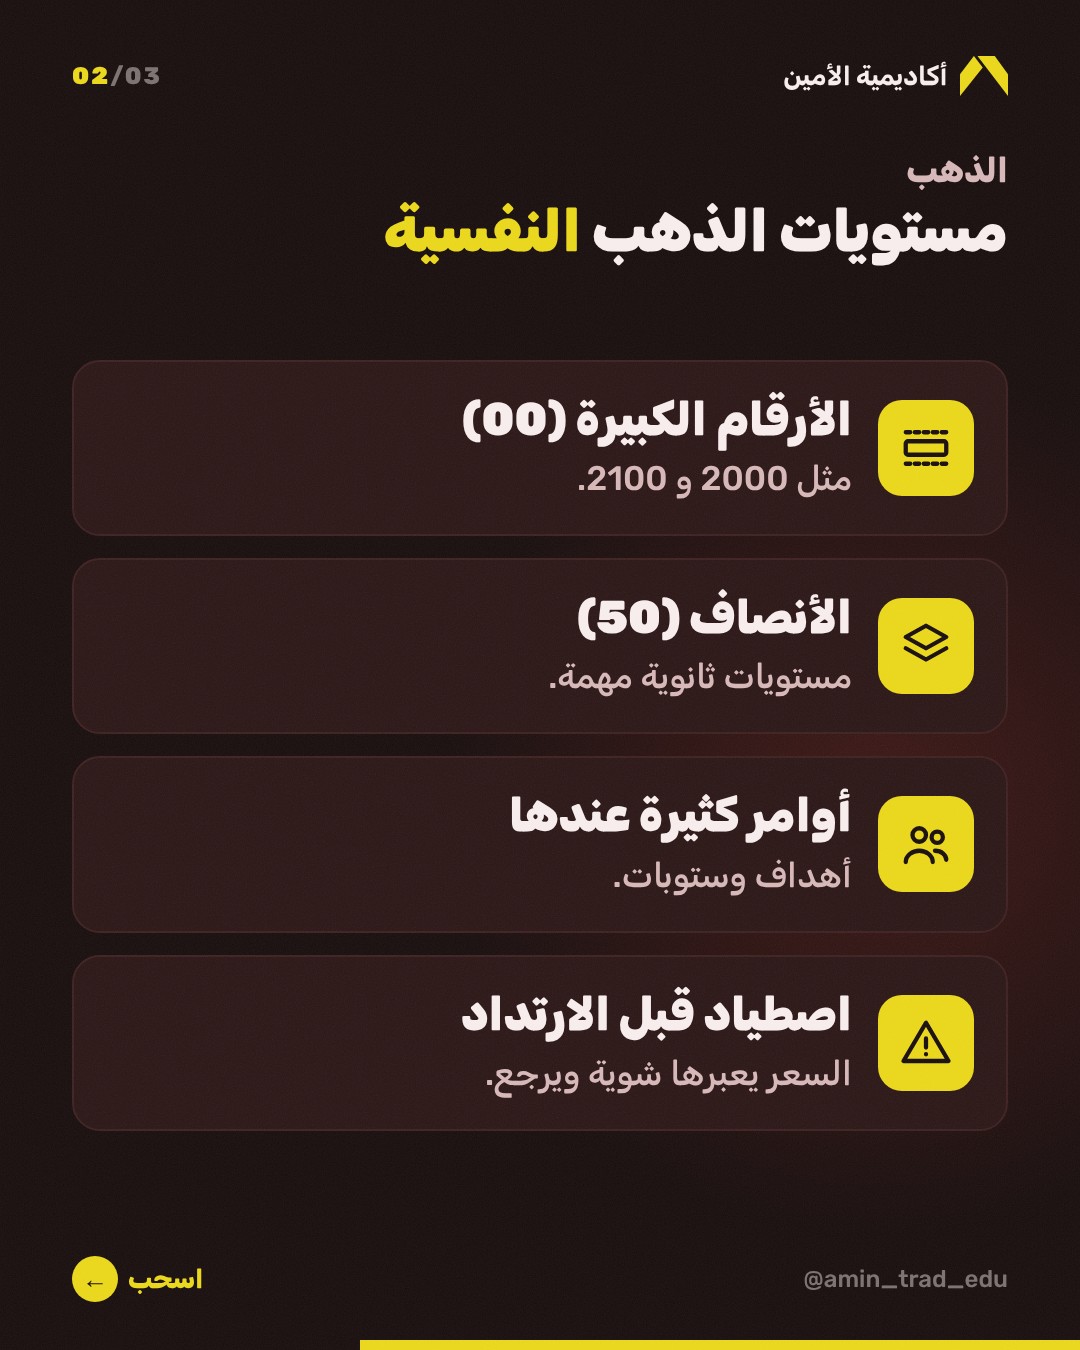 أكاديمية الأمين
02/03
الذهب
مستويات الذهب النفسية
الأرقام الكبيرة (00)
مثل 2000 و 2100.
الأنصاف (50)
مستويات ثانوية مهمة.
أوامر كثيرة عندها
أهداف وستوبات.
اصطياد قبل الارتداد
السعر يعبرها شوية ويرجع.
@amin_trad_edu
اسحب ←